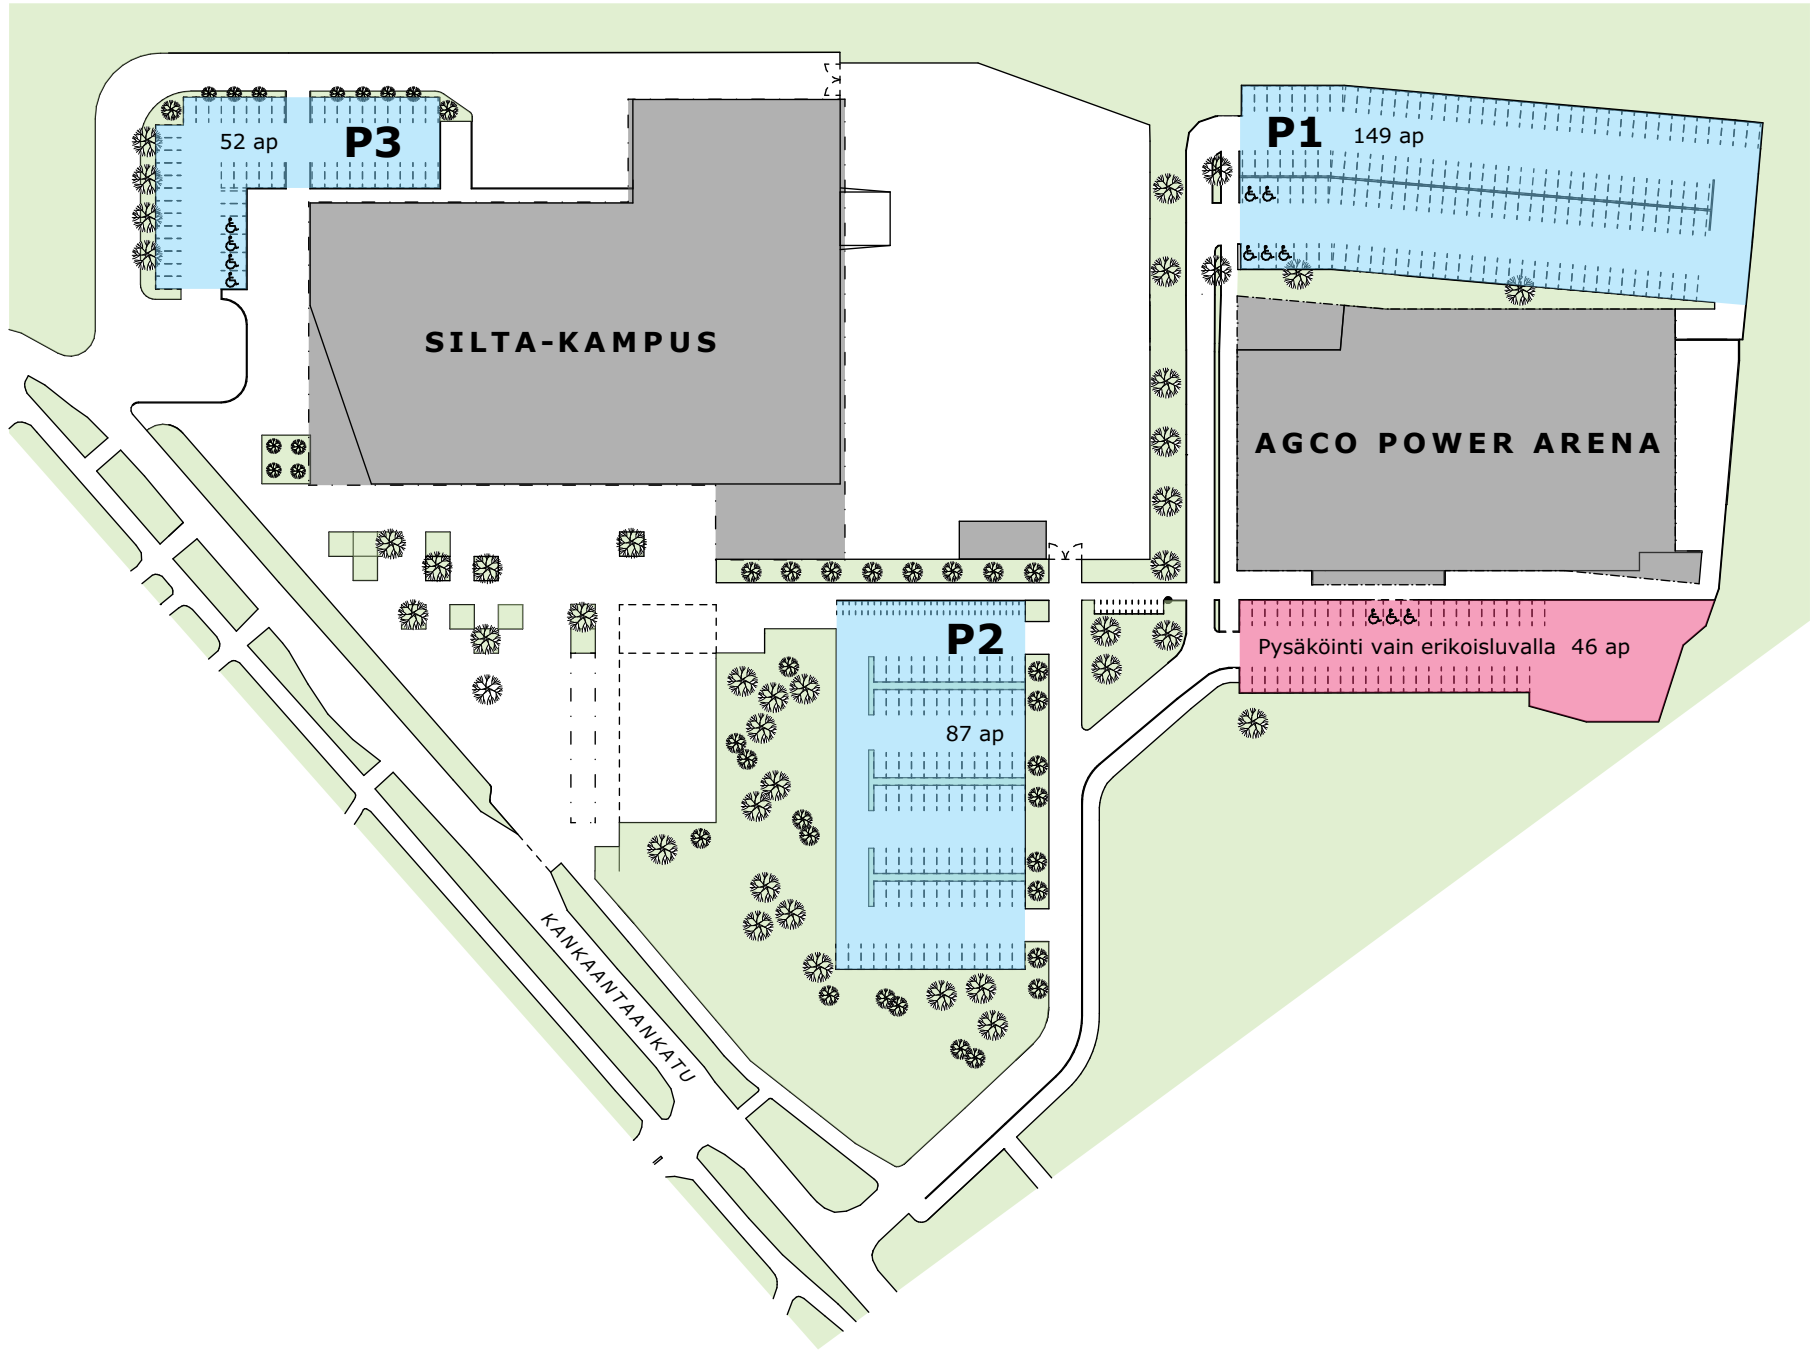 P3
52 ap
P1
149 ap
SILTA-KAMPUS
AGCO POWER ARENA
P2
87 ap
Pysäköinti vain erikoisluvalla 46 ap
KANKAANTAANKATU